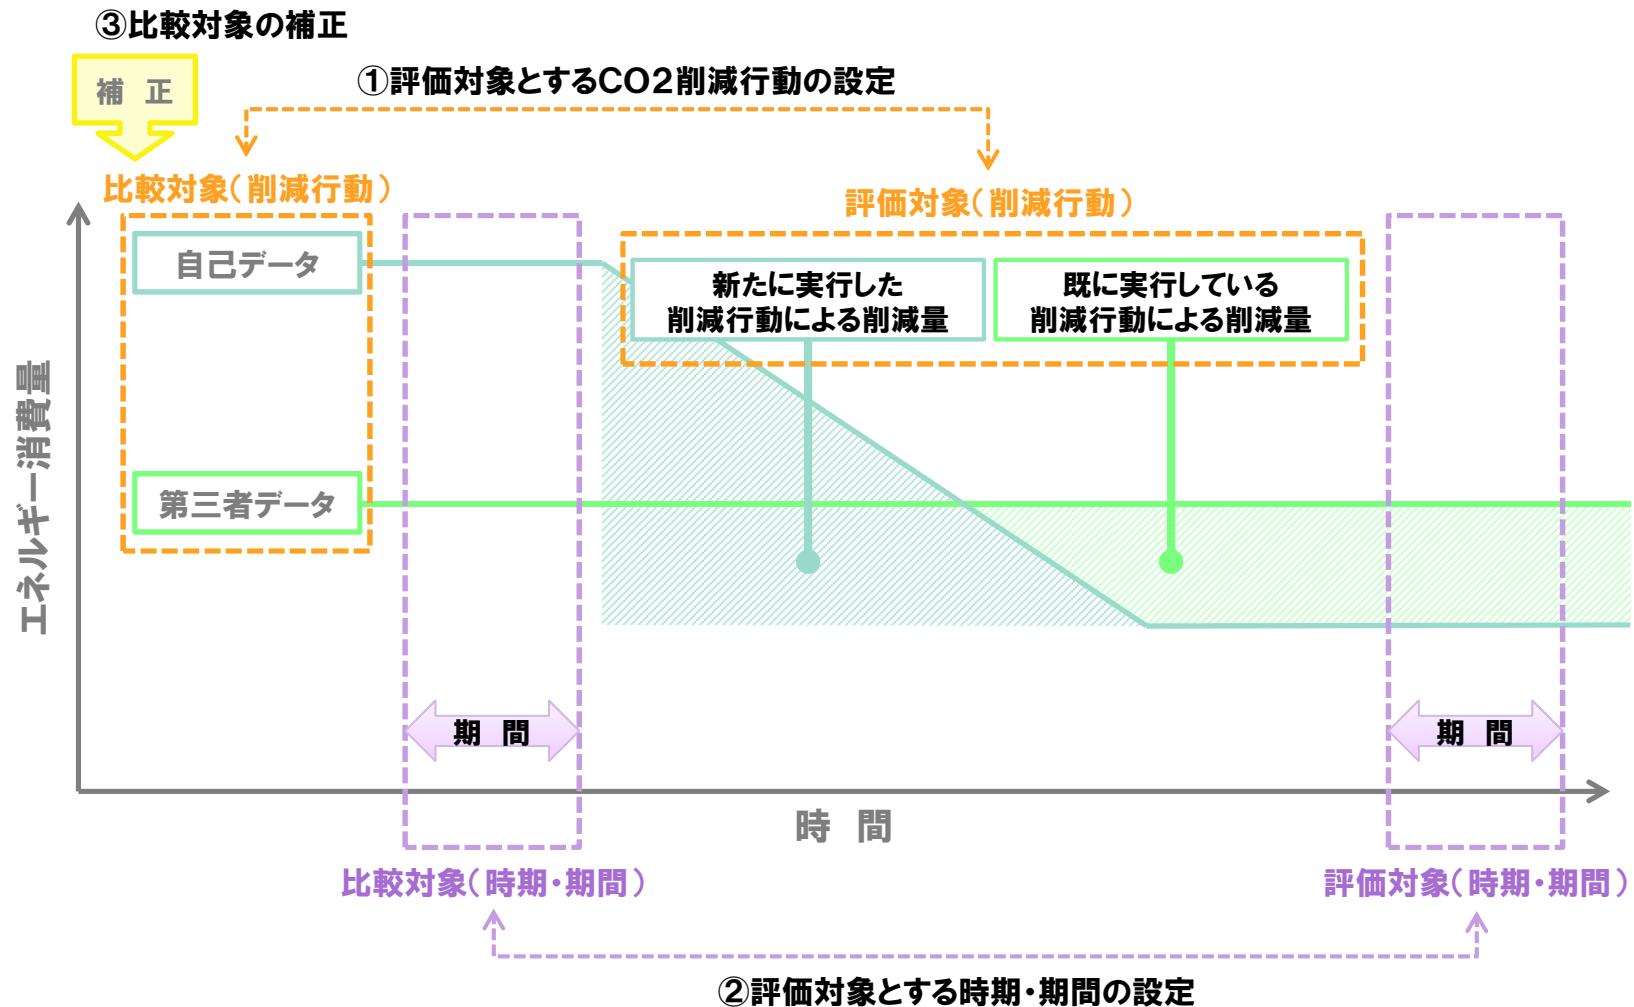 ③比較対象の補正
補 正
①評価対象とするCO2削減行動の設定
比較対象（削減行動）
評価対象（削減行動）
自己データ
新たに実行した
削減行動による削減量
既に実行している
削減行動による削減量
第三者データ
エネルギー消費量
期 間
期 間
時 間
比較対象（時期・期間）
評価対象（時期・期間）
②評価対象とする時期・期間の設定